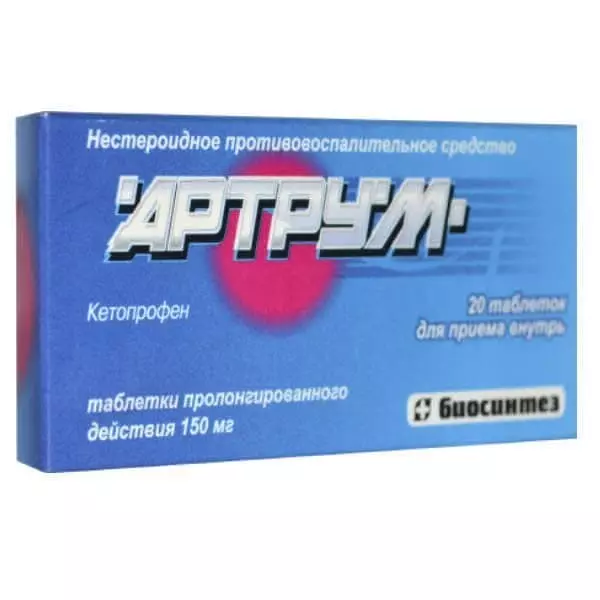 Нестероидное противовоспалительное средство
АРТРУМ
Кетопрофен
20 таблеток
для приема внутрь
таблетки пролонгированного
действия 150 мг
биосинтез